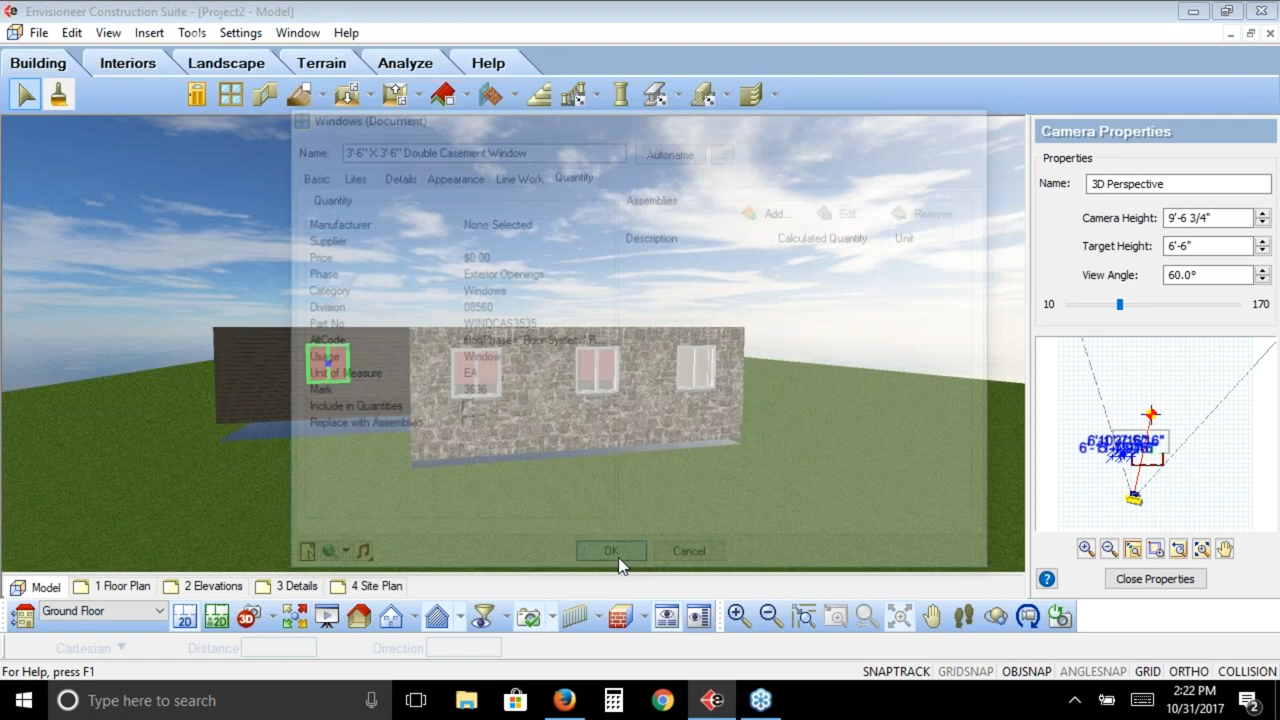 Envisioneer Construction Suite - [Project2 - Model]
File Edit View Insert Tools Settings Window Help
Building Interiors Landscape Terrain Analyze Help
Windows (Document)
Name: 3'-6" X 3'-6" Double Casement Window Autoname ...
Basic Lites Details Appearance Line Work Quantity
Quantity
Assemblies
Add... Edit Remove
Description Calculated Quantity Unit
Manufacturer None Selected
Supplier
Price $0.00
Phase Exterior Openings
Category Windows
Division 08560
Part No WINDCAS3535
AltCode
Usage Window
Unit of Measure EA
Mark 3636
Include in Quantities
Replace with Assemblies
OK Cancel
Camera Properties
Properties
Name: 3D Perspective
Camera Height: 9'-6 3/4"
Target Height: 6'-6"
View Angle: 60.0°
10 170
Close Properties
Model 1 Floor Plan 2 Elevations 3 Details 4 Site Plan
Ground Floor 2D 2D 3D
Cartesian Distance Direction
For Help, press F1
SNAPTRACK GRIDSNAP OBJSNAP ANGLESNAP GRID ORTHO COLLISION
Type here to search
2:22 PM
10/31/2017
2